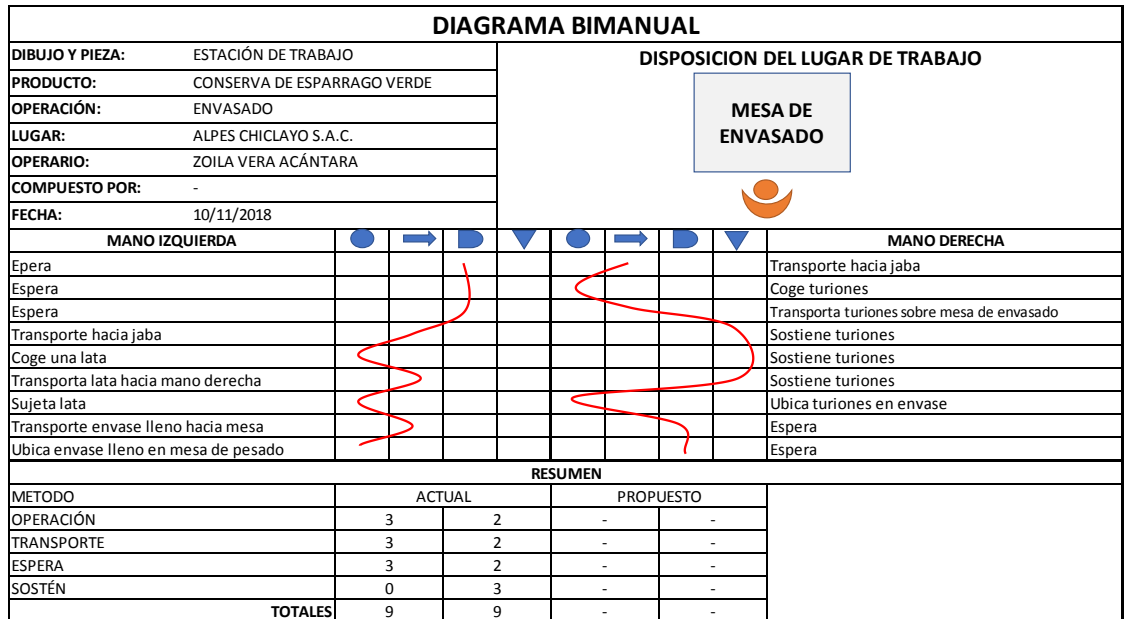 DIAGRAMA BIMANUAL
DIBUJO Y PIEZA: ESTACIÓN DE TRABAJO
PRODUCTO: CONSERVA DE ESPARRAGO VERDE
OPERACIÓN: ENVASADO
LUGAR: ALPES CHICLAYO S.A.C.
OPERARIO: ZOILA VERA ACÁNTARA
COMPUESTO POR: -
FECHA: 10/11/2018
DISPOSICION DEL LUGAR DE TRABAJO
MESA DE
ENVASADO
MANO IZQUIERDA MANO DERECHA
Epera Transporte hacia jaba
Espera Coge turiones
Espera Transporta turiones sobre mesa de envasado
Transporte hacia jaba Sostiene turiones
Coge una lata Sostiene turiones
Transporta lata hacia mano derecha Sostiene turiones
Sujeta lata Ubica turiones en envase
Transporte envase lleno hacia mesa Espera
Ubica envase lleno en mesa de pesado Espera
RESUMEN
METODO ACTUAL PROPUESTO
OPERACIÓN 3 2 - -
TRANSPORTE 3 2 - -
ESPERA 3 2 - -
SOSTÉN 0 3 - -
TOTALES 9 9 - -